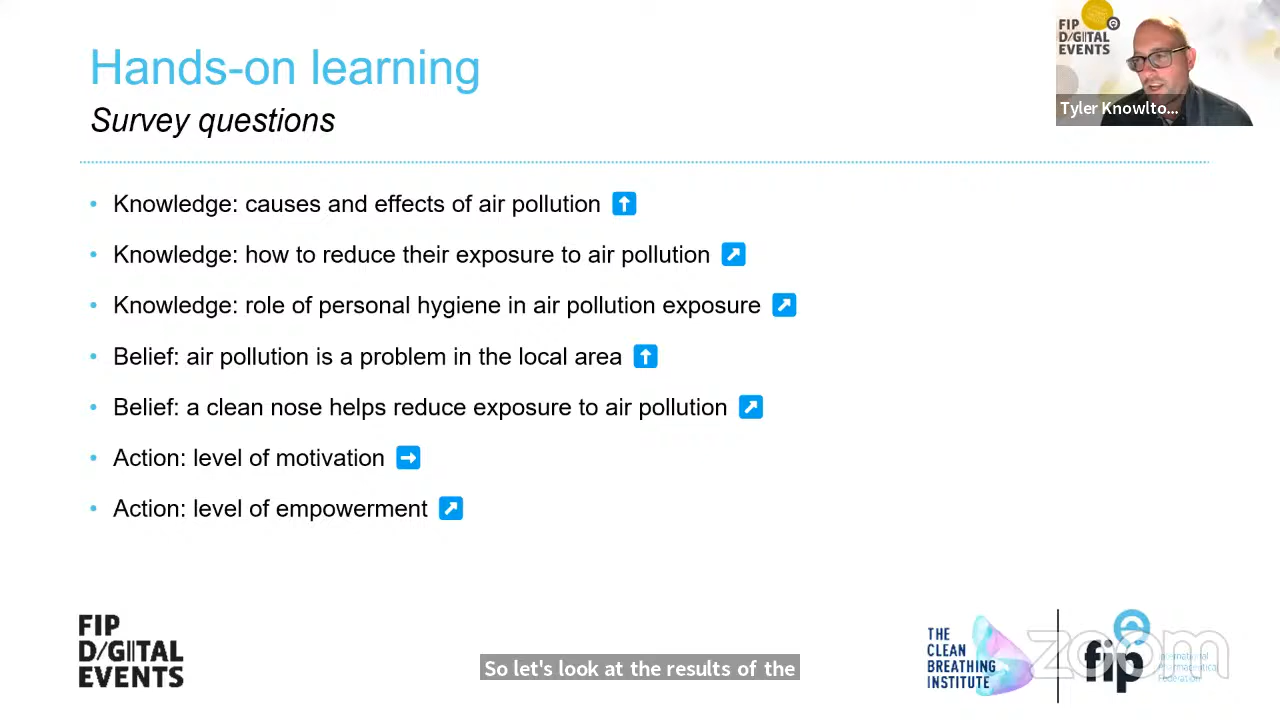 Hands-on learning
Survey questions
FIP
D/GITAL
EVENTS
Tyler Knowlto...
• Knowledge: causes and effects of air pollution ⬆
• Knowledge: how to reduce their exposure to air pollution ↗
• Knowledge: role of personal hygiene in air pollution exposure ↗
• Belief: air pollution is a problem in the local area ⬆
• Belief: a clean nose helps reduce exposure to air pollution ↗
• Action: level of motivation ➡
• Action: level of empowerment ↗
FIP
D/GITAL
EVENTS
So let's look at the results of the
THE
CLEAN
BREATHING
INSTITUTE
zoom
fip
International
Pharmaceutical
Federation